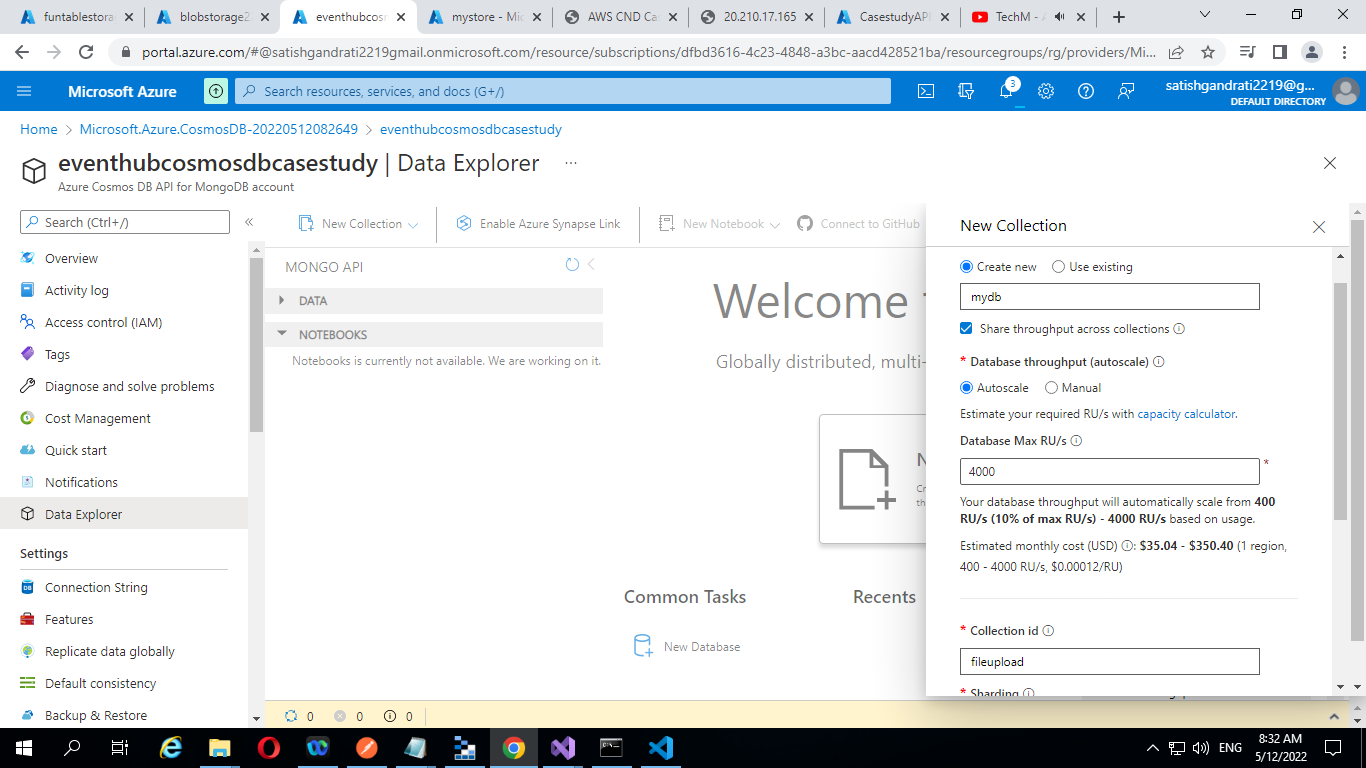 funtablestora
blobstorage2
eventhubcosm
mystore - Mic
AWS CND Ca
20.210.17.165
CasestudyAPI
TechM - A
portal.azure.com/#@satishgandrati2219gmail.onmicrosoft.com/resource/subscriptions/dfbd3616-4c23-4848-a3bc-aacd428521ba/resourcegroups/rg/providers/Mi...
Microsoft Azure
Search resources, services, and docs (G+/)
3
satishgandrati2219@g...
DEFAULT DIRECTORY
Home > Microsoft.Azure.CosmosDB-20220512082649 > eventhubcosmosdbcasestudy
eventhubcosmosdbcasestudy | Data Explorer ...
Azure Cosmos DB API for MongoDB account
Search (Ctrl+/)
Overview
Activity log
Access control (IAM)
Tags
Diagnose and solve problems
Cost Management
Quick start
Notifications
Data Explorer
Settings
Connection String
Features
Replicate data globally
Default consistency
Backup & Restore
New Collection
Enable Azure Synapse Link
New Notebook
Connect to GitHub
MONGO API
DATA
NOTEBOOKS
Notebooks is currently not available. We are working on it.
Welcome
Globally distributed, multi-
N
Cr
th
Common Tasks
Recents
New Database
0 0 0
New Collection
Create new Use existing
mydb
Share throughput across collections
* Database throughput (autoscale)
Autoscale Manual
Estimate your required RU/s with capacity calculator.
Database Max RU/s
4000 *
Your database throughput will automatically scale from 400
RU/s (10% of max RU/s) - 4000 RU/s based on usage.
Estimated monthly cost (USD) : $35.04 - $350.40 (1 region,
400 - 4000 RU/s, $0.00012/RU)
* Collection id
fileupload
* Sharding
ENG
8:32 AM
5/12/2022